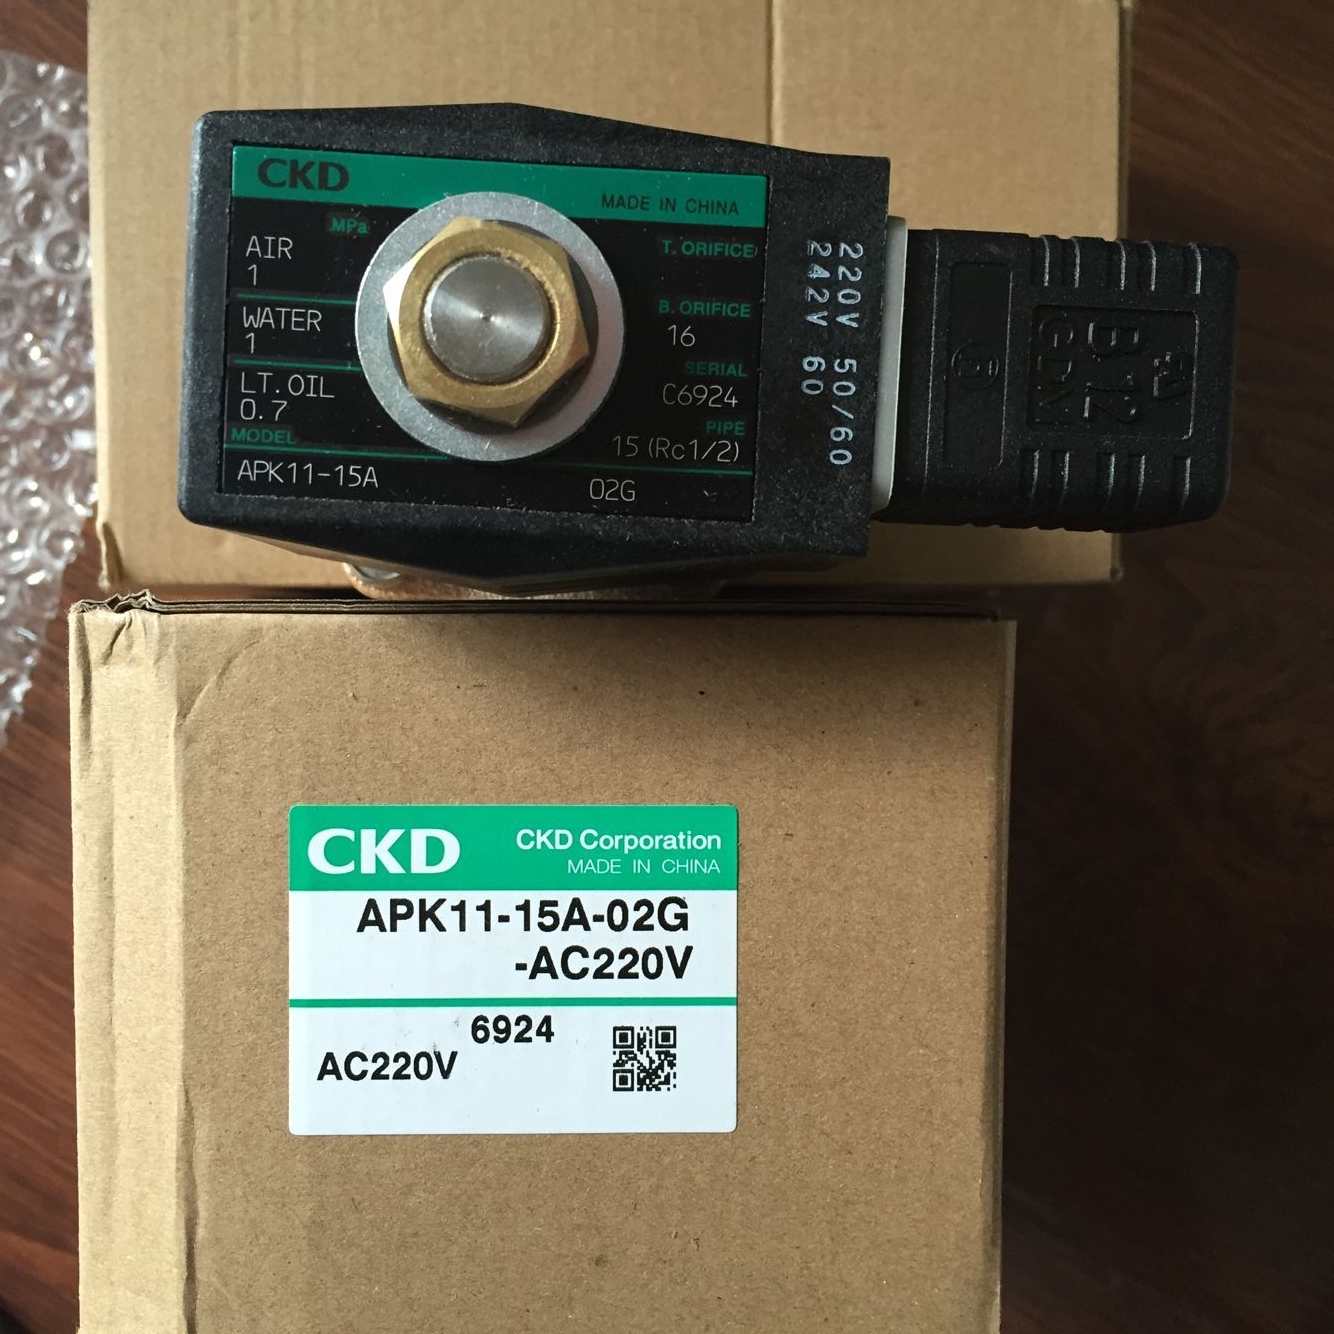 CKD
MADE IN CHINA
MPa
T. ORIFICE
AIR
1
B. ORIFICE
WATER
16
1
SERIAL
LT.OIL
C6924
0.7
PIPE
MODEL
15 (Rc1/2)
APK11-15A
02G
220V 50/60
242V 60
B12
GDN
CKD
CKD Corporation
MADE IN CHINA
APK11-15A-02G
-AC220V
6924
AC220V